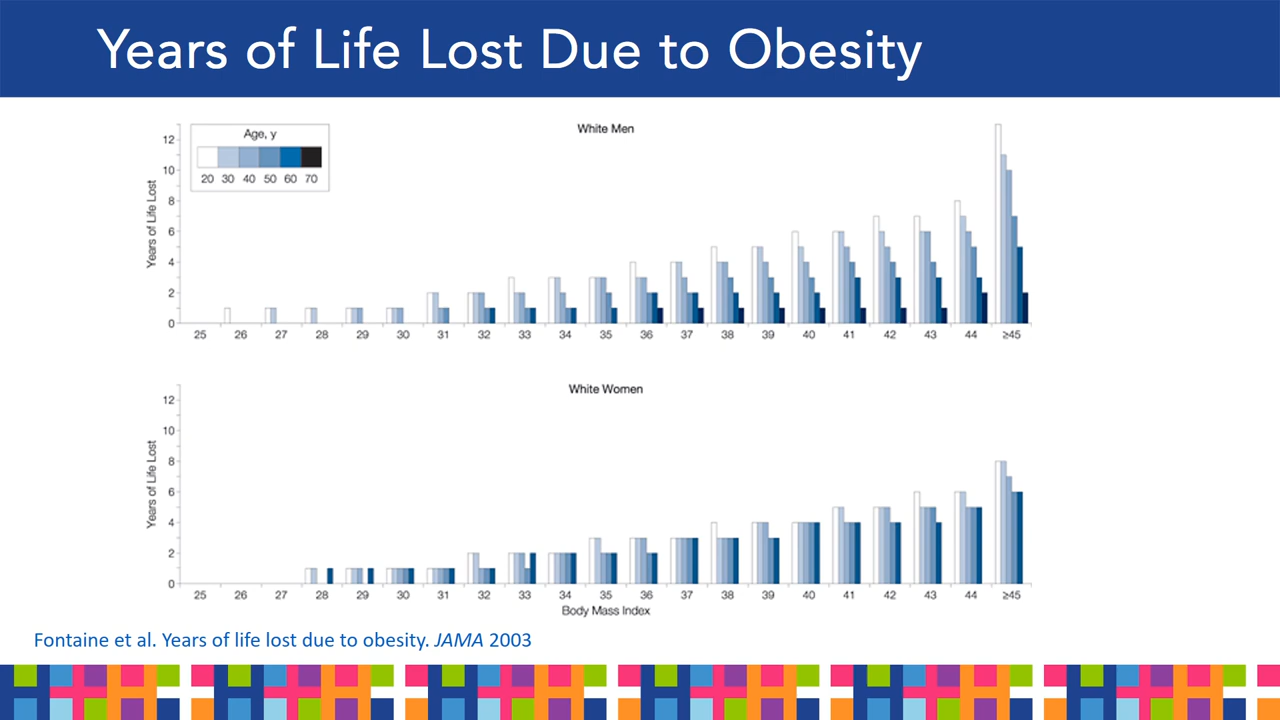 Years of Life Lost Due to Obesity
White Men
Age, y
20 30 40 50 60 70
Years of Life Lost
12
10
8
6
4
2
0
25 26 27 28 29 30 31 32 33 34 35 36 37 38 39 40 41 42 43 44 ≥45
White Women
Years of Life Lost
12
10
8
6
4
2
0
25 26 27 28 29 30 31 32 33 34 35 36 37 38 39 40 41 42 43 44 ≥45
Body Mass Index
Fontaine et al. Years of life lost due to obesity. JAMA 2003